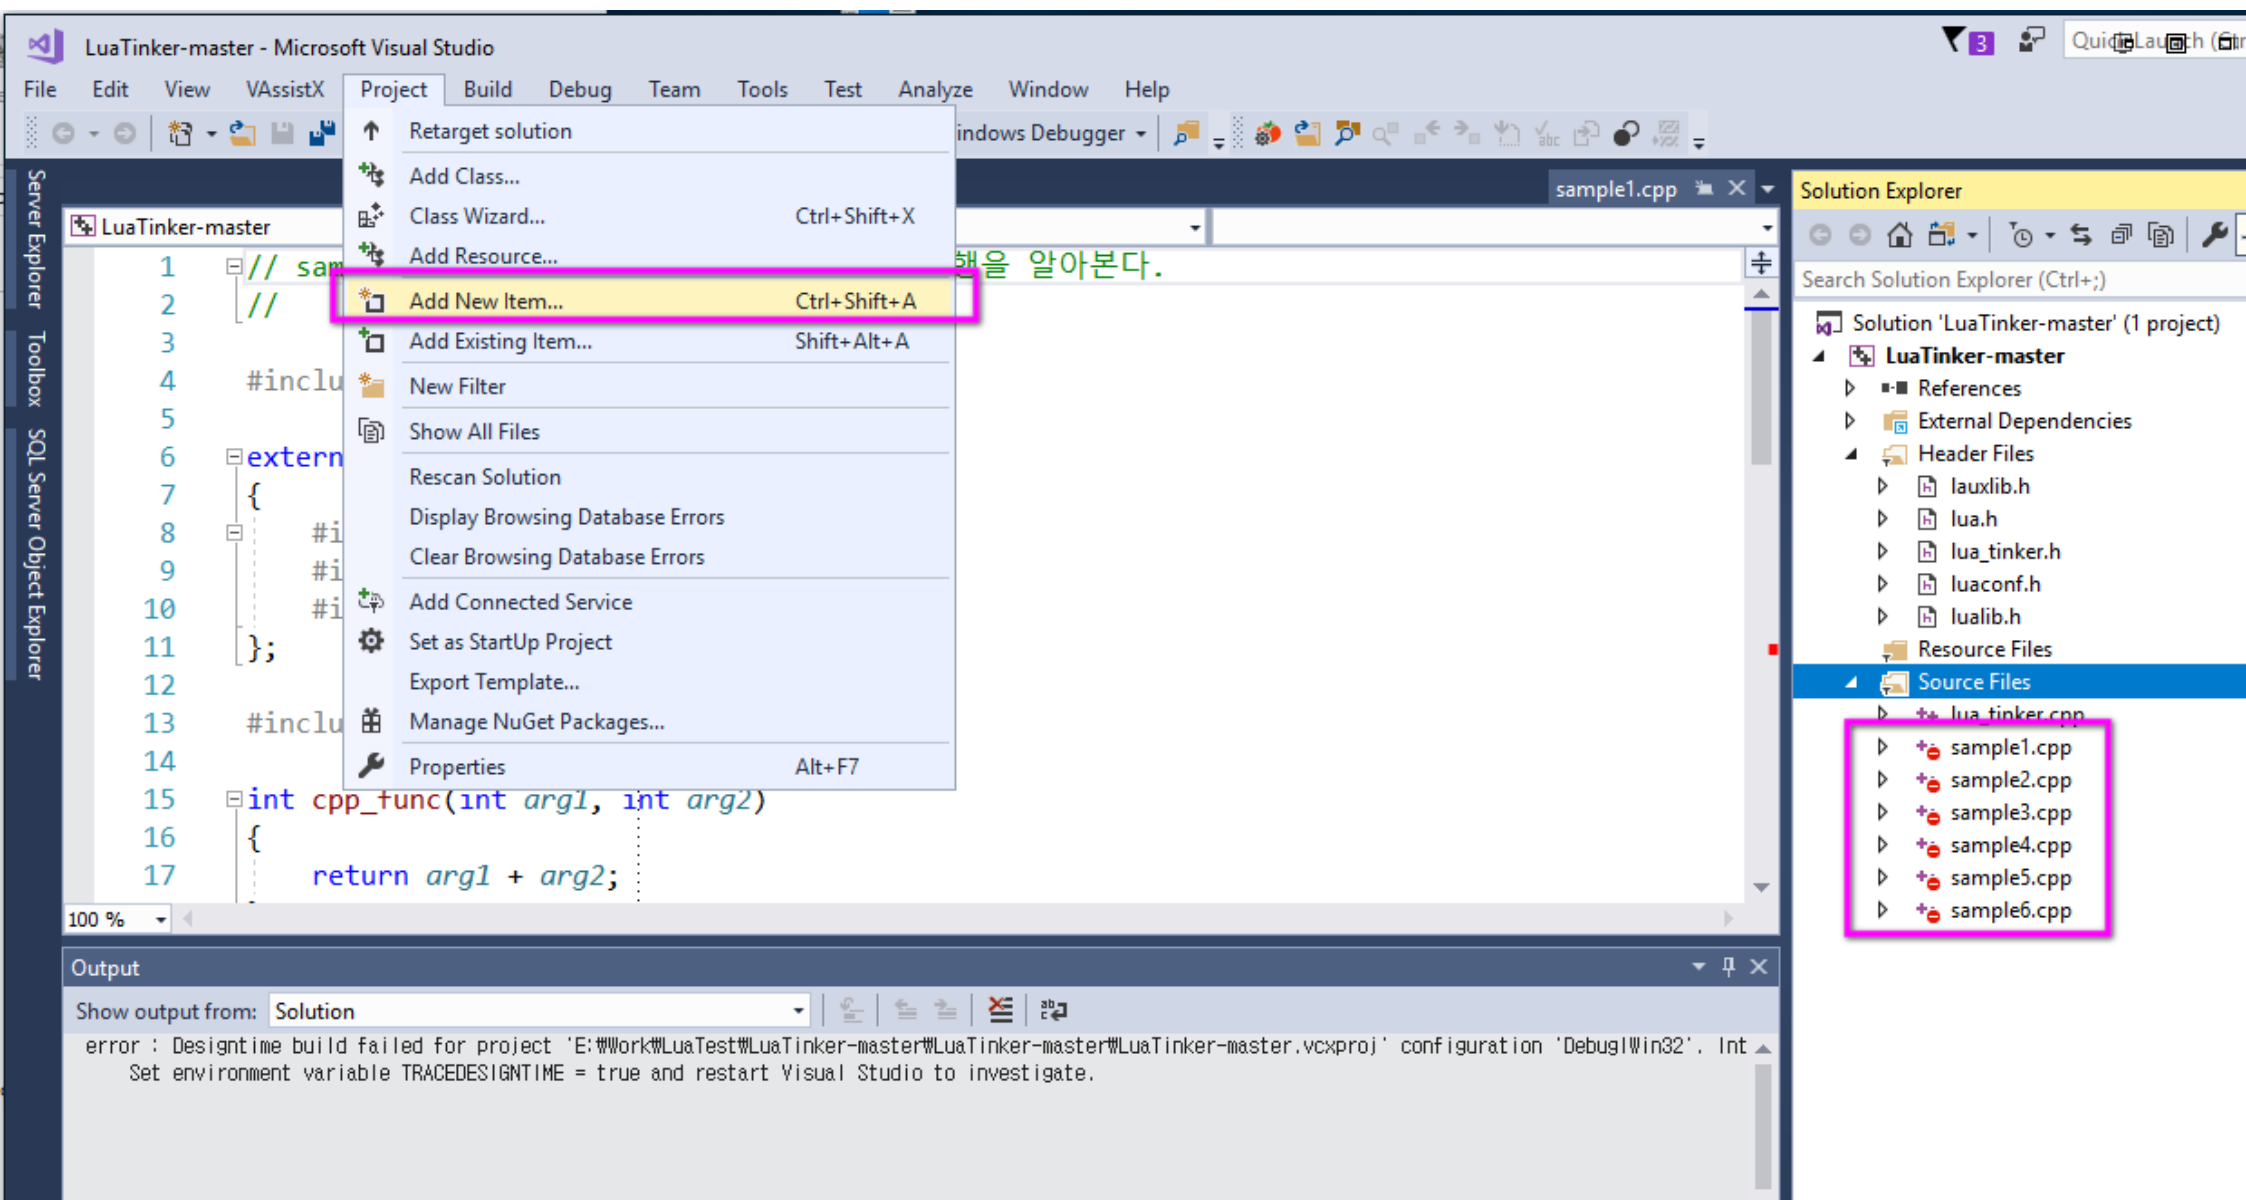 LuaTinker-master - Microsoft Visual Studio
3
File Edit View VAssistX Project Build Debug Team Tools Test Analyze Window Help
indows Debugger
Retarget solution
Add Class...
Class Wizard... Ctrl+Shift+X
Add Resource...
Add New Item... Ctrl+Shift+A
Add Existing Item... Shift+Alt+A
New Filter
Show All Files
Rescan Solution
Display Browsing Database Errors
Clear Browsing Database Errors
Add Connected Service
Set as StartUp Project
Export Template...
Manage NuGet Packages...
Properties Alt+F7
Server Explorer
Toolbox
SQL Server Object Explorer
sample1.cpp
LuaTinker-master
1 // sam 알아본다.
2 //
3
4 #inclu
5
6 extern
7 {
8 #i
9 #i
10 #i
11 };
12
13 #inclu
14
15 int cpp_func(int arg1, int arg2)
16 {
17 return arg1 + arg2;
100 %
Output
Show output from: Solution
error : Designtime build failed for project 'E:₩Work₩LuaTest₩LuaTinker-master₩LuaTinker-master₩LuaTinker-master.vcxproj' configuration 'Debug|Win32'. Int
Set environment variable TRACEDESIGNTIME = true and restart Visual Studio to investigate.
Solution Explorer
Search Solution Explorer (Ctrl+;)
Solution 'LuaTinker-master' (1 project)
LuaTinker-master
References
External Dependencies
Header Files
lauxlib.h
lua.h
lua_tinker.h
luaconf.h
lualib.h
Resource Files
Source Files
lua_tinker.cpp
sample1.cpp
sample2.cpp
sample3.cpp
sample4.cpp
sample5.cpp
sample6.cpp